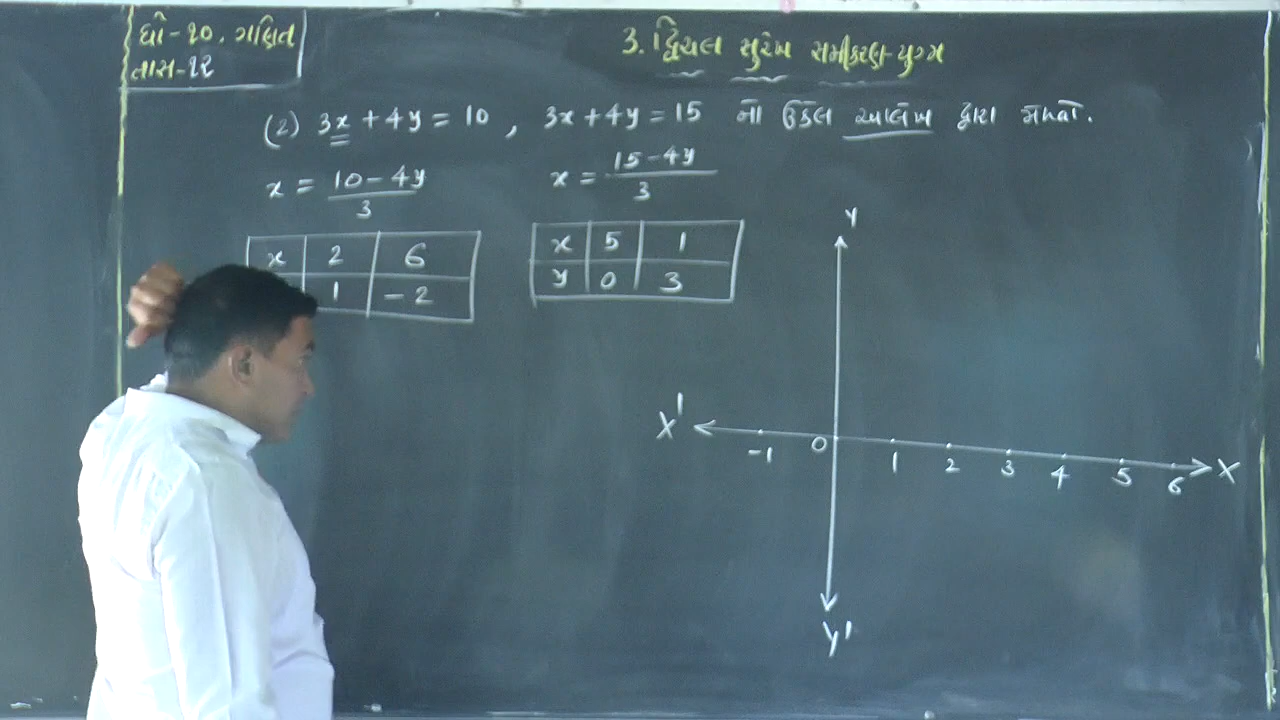 ધો-૧૦. ગણિત
તાસ-૧૨
3. દ્વિચલ સુરેખ સમીકરણ-યુગ્મ
(2) 3x + 4y = 10 , 3x + 4y = 15 નો ઉકેલ આલેખ દ્વારા મેળવો.
x = (10 - 4y)/3
x = (15 - 4y)/3
x 2 6
1 -2
x 5 1
y 0 3
Y
X' -1 0 1 2 3 4 5 6 X
Y'